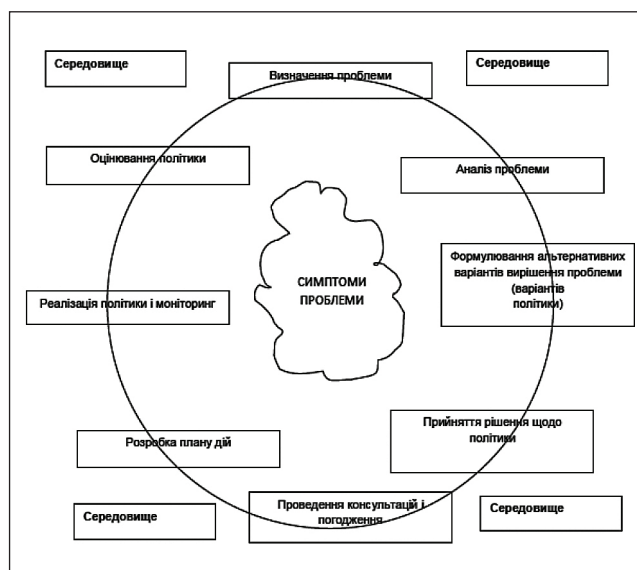 Середовище
Визначення проблеми
Середовище
Оцінювання політики
Аналіз проблеми
СИМПТОМИ
ПРОБЛЕМИ
Формулювання альтернативних
варіантів вирішення проблеми
(варіантів
політики)
Реалізація політики і моніторинг
Прийняття рішення щодо
політики
Розробка плану дій
Проведення консультацій і
погодження
Середовище
Середовище